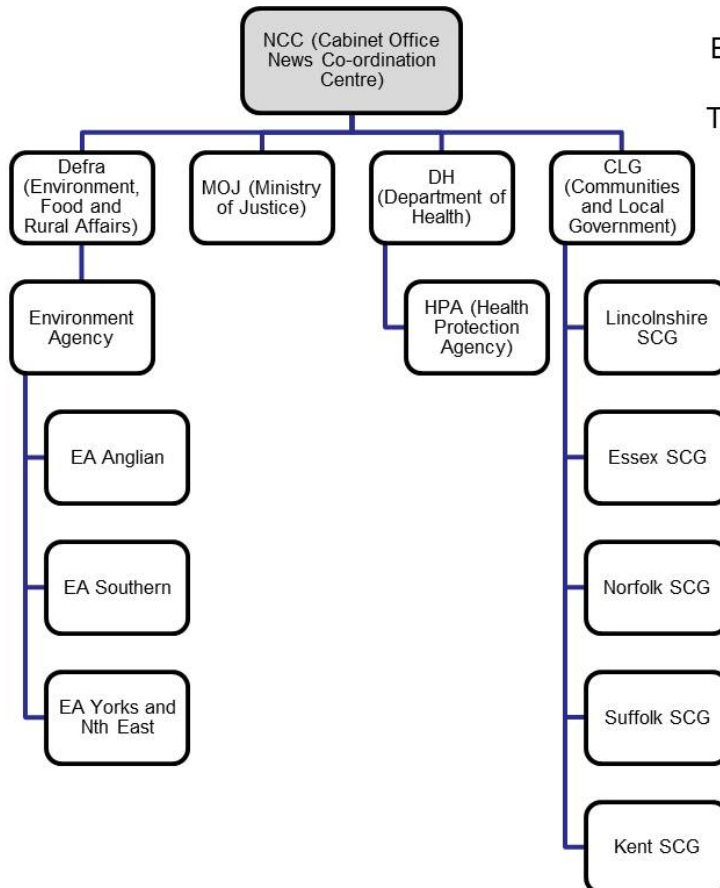 NCC (Cabinet Office
News Co-ordination
Centre)
E
T
Defra
(Environment,
Food and
Rural Affairs)
MOJ (Ministry
of Justice)
DH
(Department of
Health)
CLG
(Communities
and Local
Government)
Environment
Agency
HPA (Health
Protection
Agency)
Lincolnshire
SCG
EA Anglian
Essex SCG
EA Southern
Norfolk SCG
EA Yorks and
Nth East
Suffolk SCG
Kent SCG